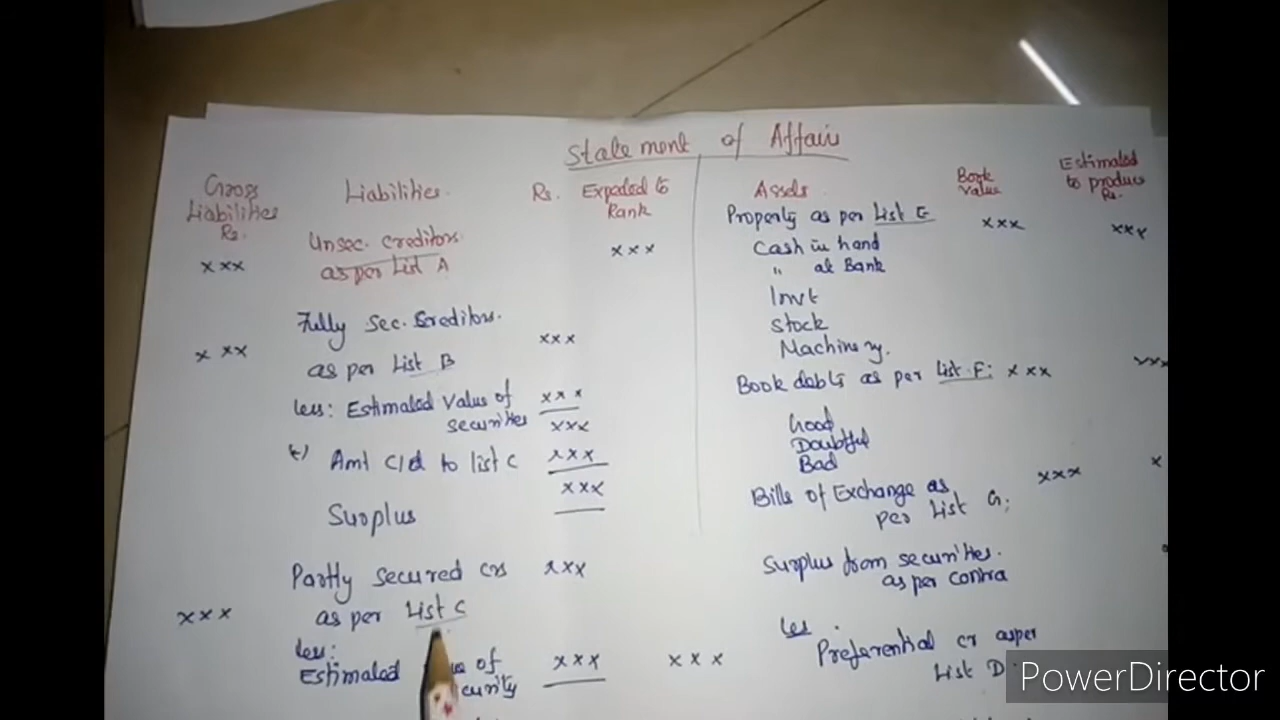 Statement of Affair
Gross Liabilities Rs.
Liabilities.
Rs.
Expected to Rank
Assets.
Book Value
Estimated to produce Rs.
Unsec. Creditors
as per List A
xxx
xxx
Fully Sec. Creditors.
as per List B
xxx
xxx
Less: Estimated Value of
securities
xxx
xxx
Amt C/d to list C
xxx
xxx
Surplus
Partly Secured crs
xxx
as per List C
xxx
Less:
Estimated
of
xxx
xxx
Property as per List E
xxx
xxx
Cash in hand
" at Bank
Invt
Stock
Machinery.
Book debts as per List F: xxx
Good
Doubtful
Bad
Bills of Exchange as
per List G:
xxx
x
Surplus from securities.
as per contra
Les
Preferential cr asper
List D
PowerDirector